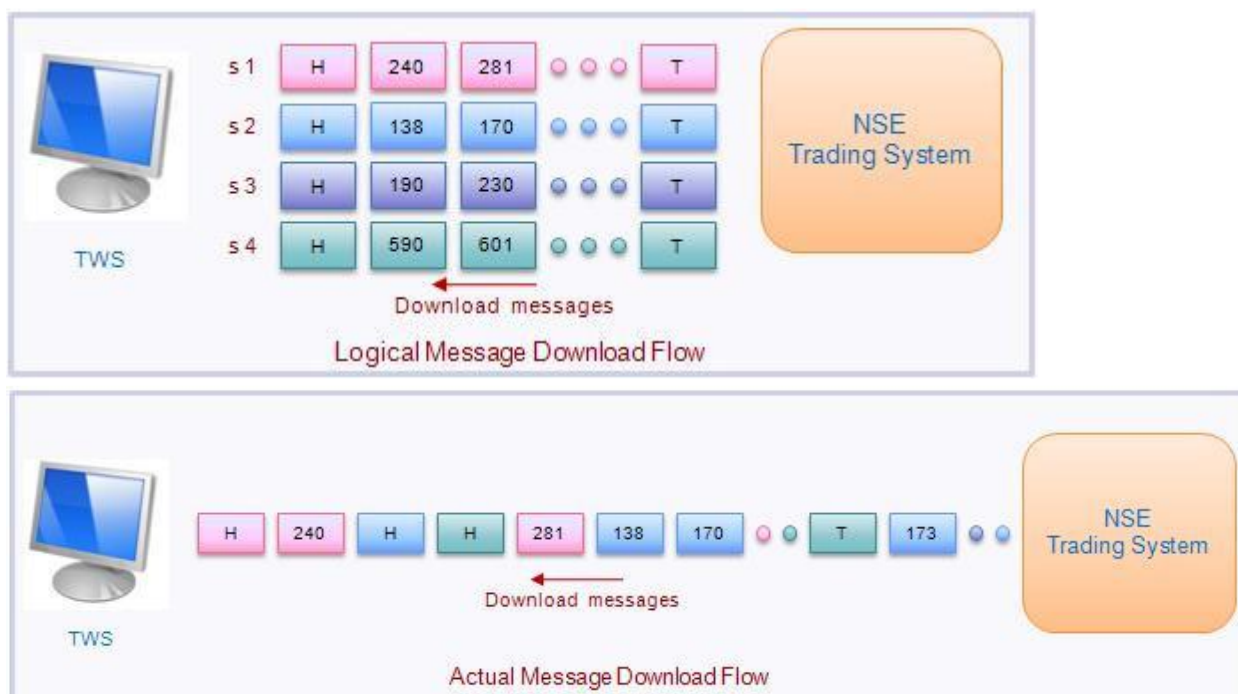 s 1 H 240 281 T
s 2 H 138 170 T
s 3 H 190 230 T
s 4 H 590 601 T
TWS
NSE
Trading System
Download messages
Logical Message Download Flow
H 240 H H 281 138 170 T 173
NSE
Trading System
Download messages
TWS
Actual Message Download Flow